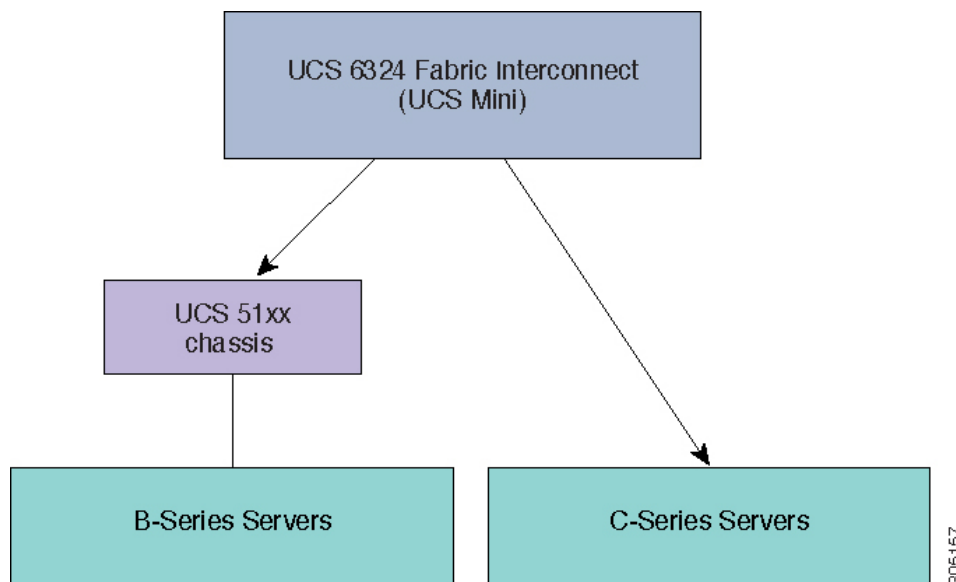 UCS 6324 Fabric Interconnect
(UCS Mini)
UCS 51xx
chassis
B-Series Servers
C-Series Servers